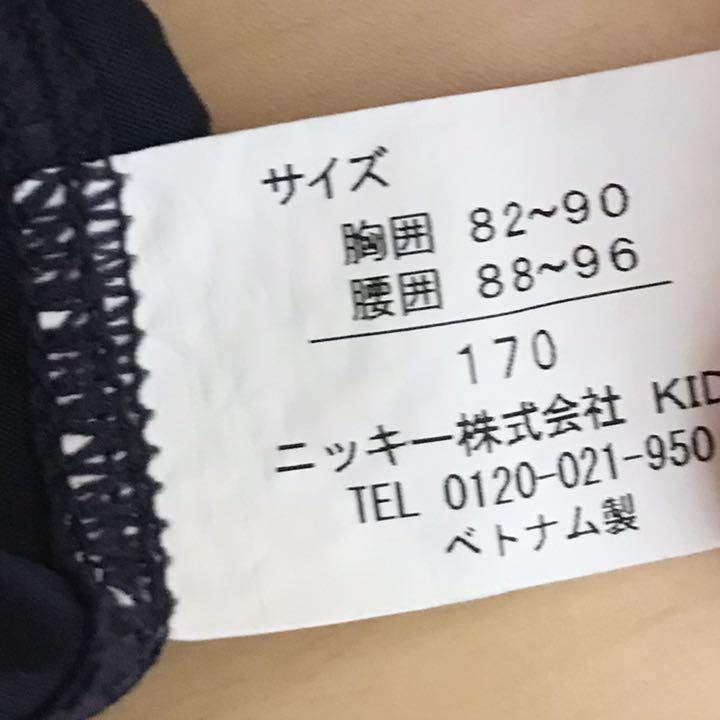 サイズ
胸囲 82~90
腰囲 88~96
170
ニッキー株式会社 KID
TEL 0120-021-950
ベトナム製